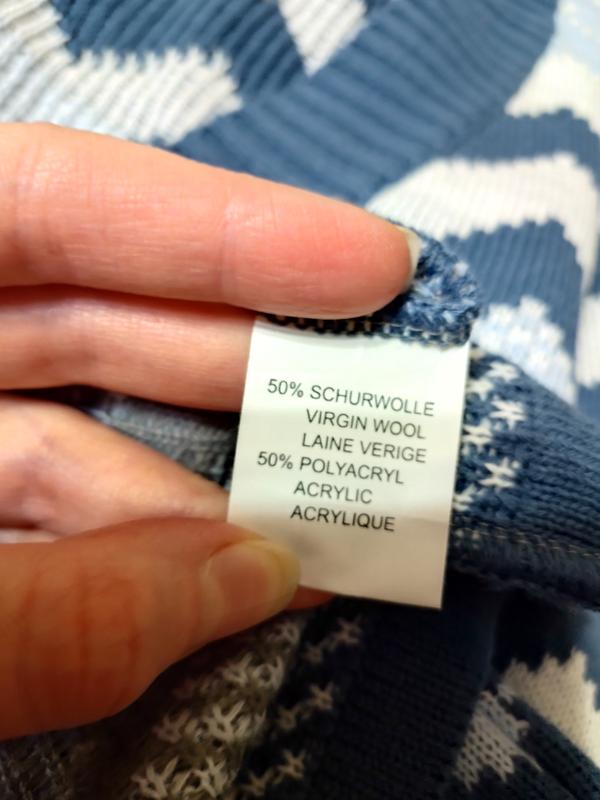 50% SCHURWOLLE
VIRGIN WOOL
LAINE VERIGE
50% POLYACRYL
ACRYLIC
ACRYLIQUE